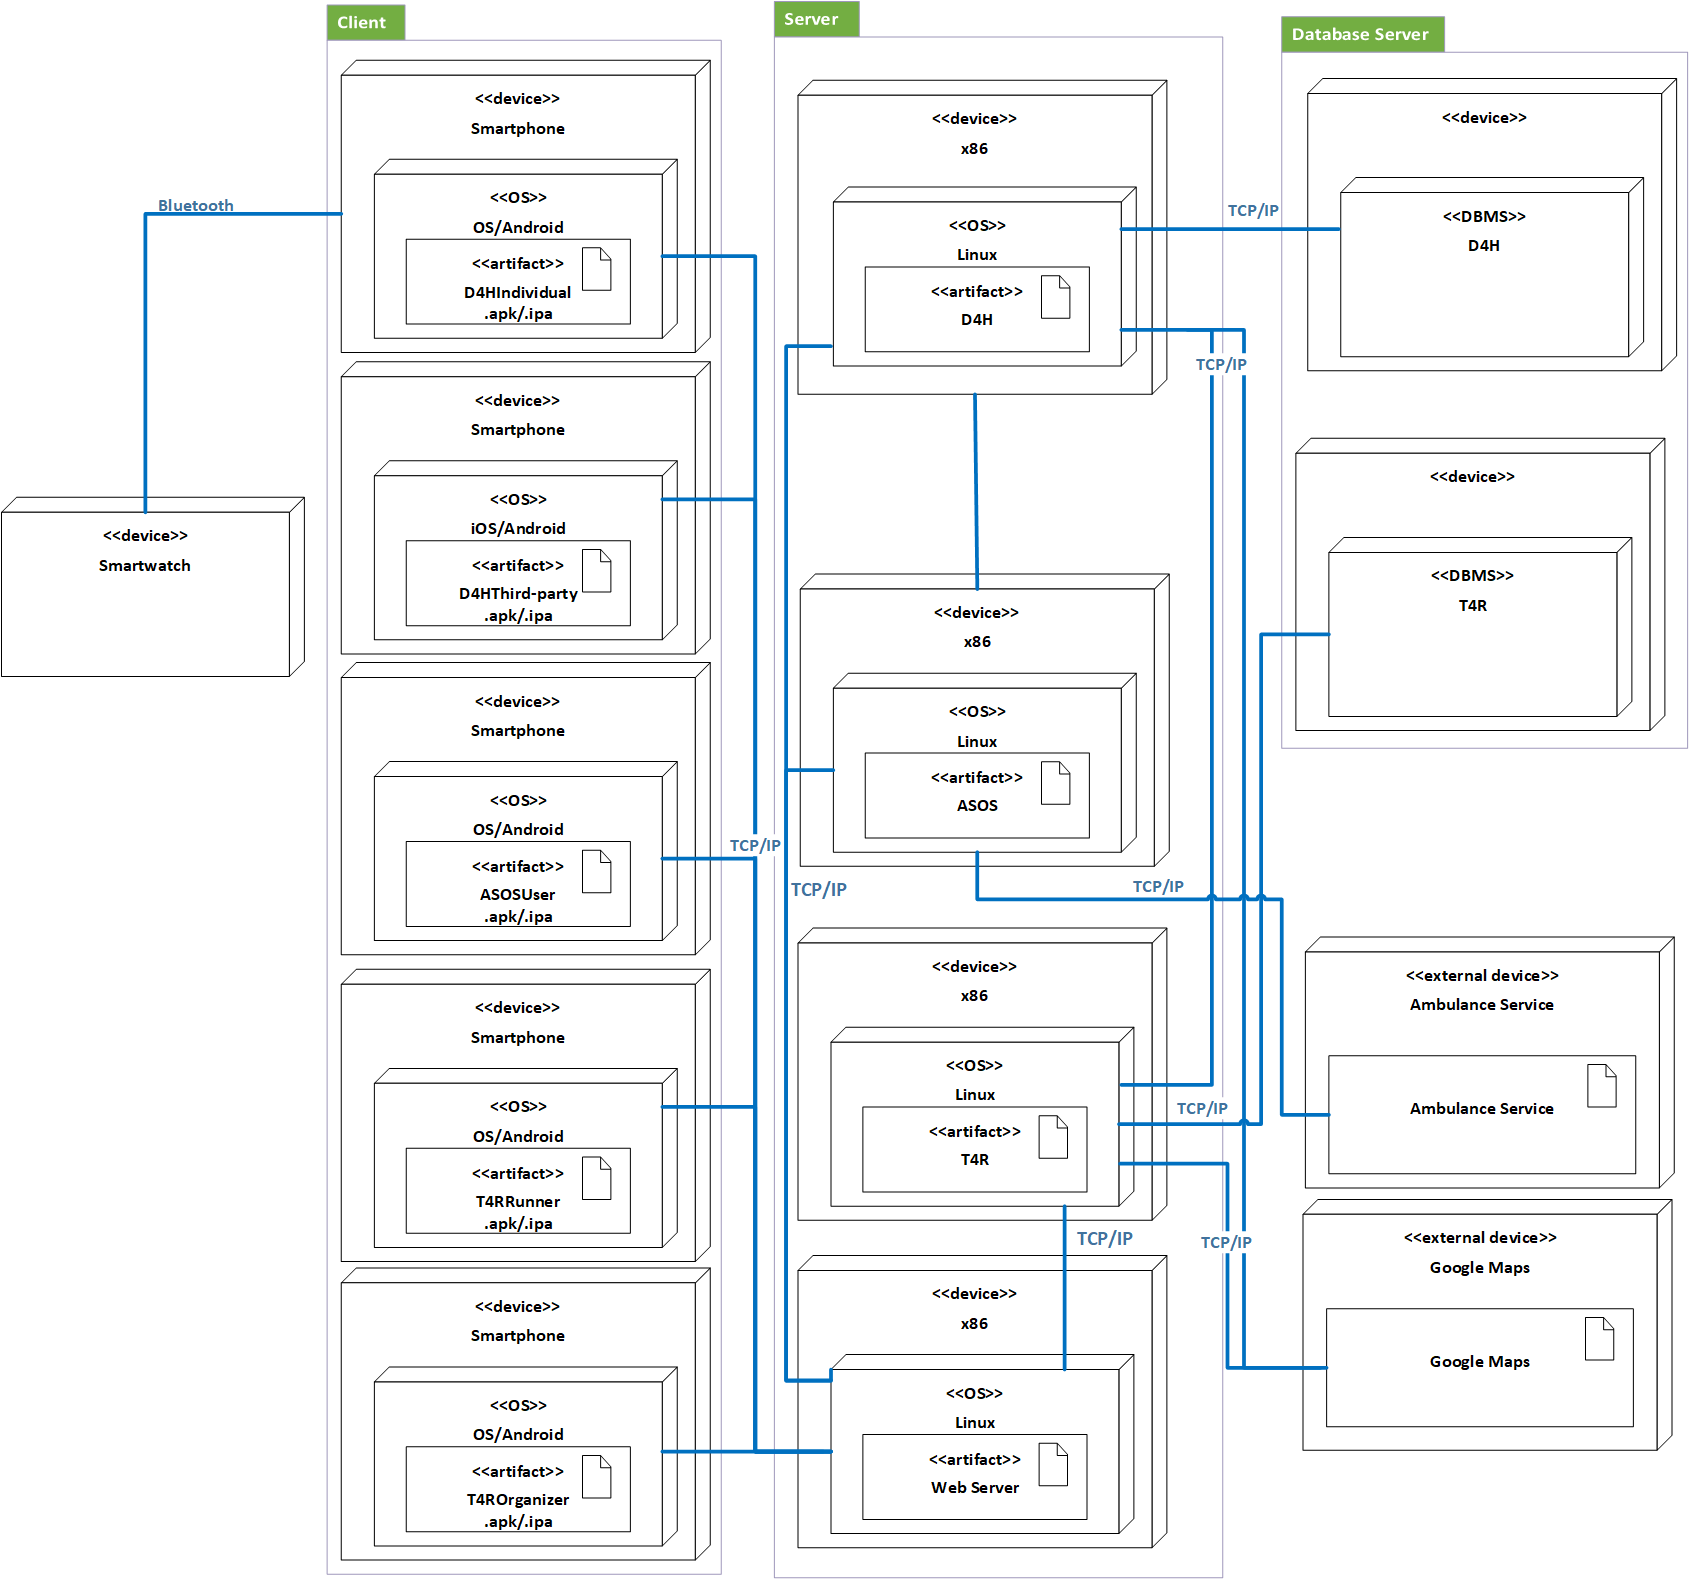 Client
<<device>>
Smartphone
<<OS>>
OS/Android
<<artifact>>
D4HIndividual
.apk/.ipa
<<device>>
Smartphone
<<OS>>
iOS/Android
<<artifact>>
D4HThird-party
.apk/.ipa
<<device>>
Smartphone
<<OS>>
OS/Android
<<artifact>>
ASOSUser
.apk/.ipa
<<device>>
Smartphone
<<OS>>
OS/Android
<<artifact>>
T4RRunner
.apk/.ipa
<<device>>
Smartphone
<<OS>>
OS/Android
<<artifact>>
T4ROrganizer
.apk/.ipa
Bluetooth
<<device>>
Smartwatch
TCP/IP
TCP/IP
Server
<<device>>
x86
<<OS>>
Linux
<<artifact>>
D4H
<<device>>
x86
<<OS>>
Linux
<<artifact>>
ASOS
TCP/IP
<<device>>
x86
<<OS>>
Linux
<<artifact>>
T4R
TCP/IP
TCP/IP
<<device>>
x86
<<OS>>
Linux
<<artifact>>
Web Server
TCP/IP
TCP/IP
TCP/IP
Database Server
<<device>>
<<DBMS>>
D4H
<<device>>
<<DBMS>>
T4R
<<external device>>
Ambulance Service
Ambulance Service
<<external device>>
Google Maps
Google Maps